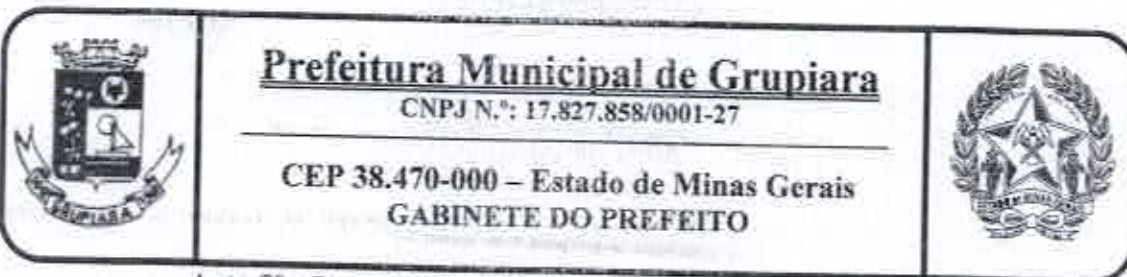 Prefeitura Municipal de Grupiara
CNPJ N.º: 17.827.858/0001-27
CEP 38.470-000 – Estado de Minas Gerais
GABINETE DO PREFEITO
GRUPIARA